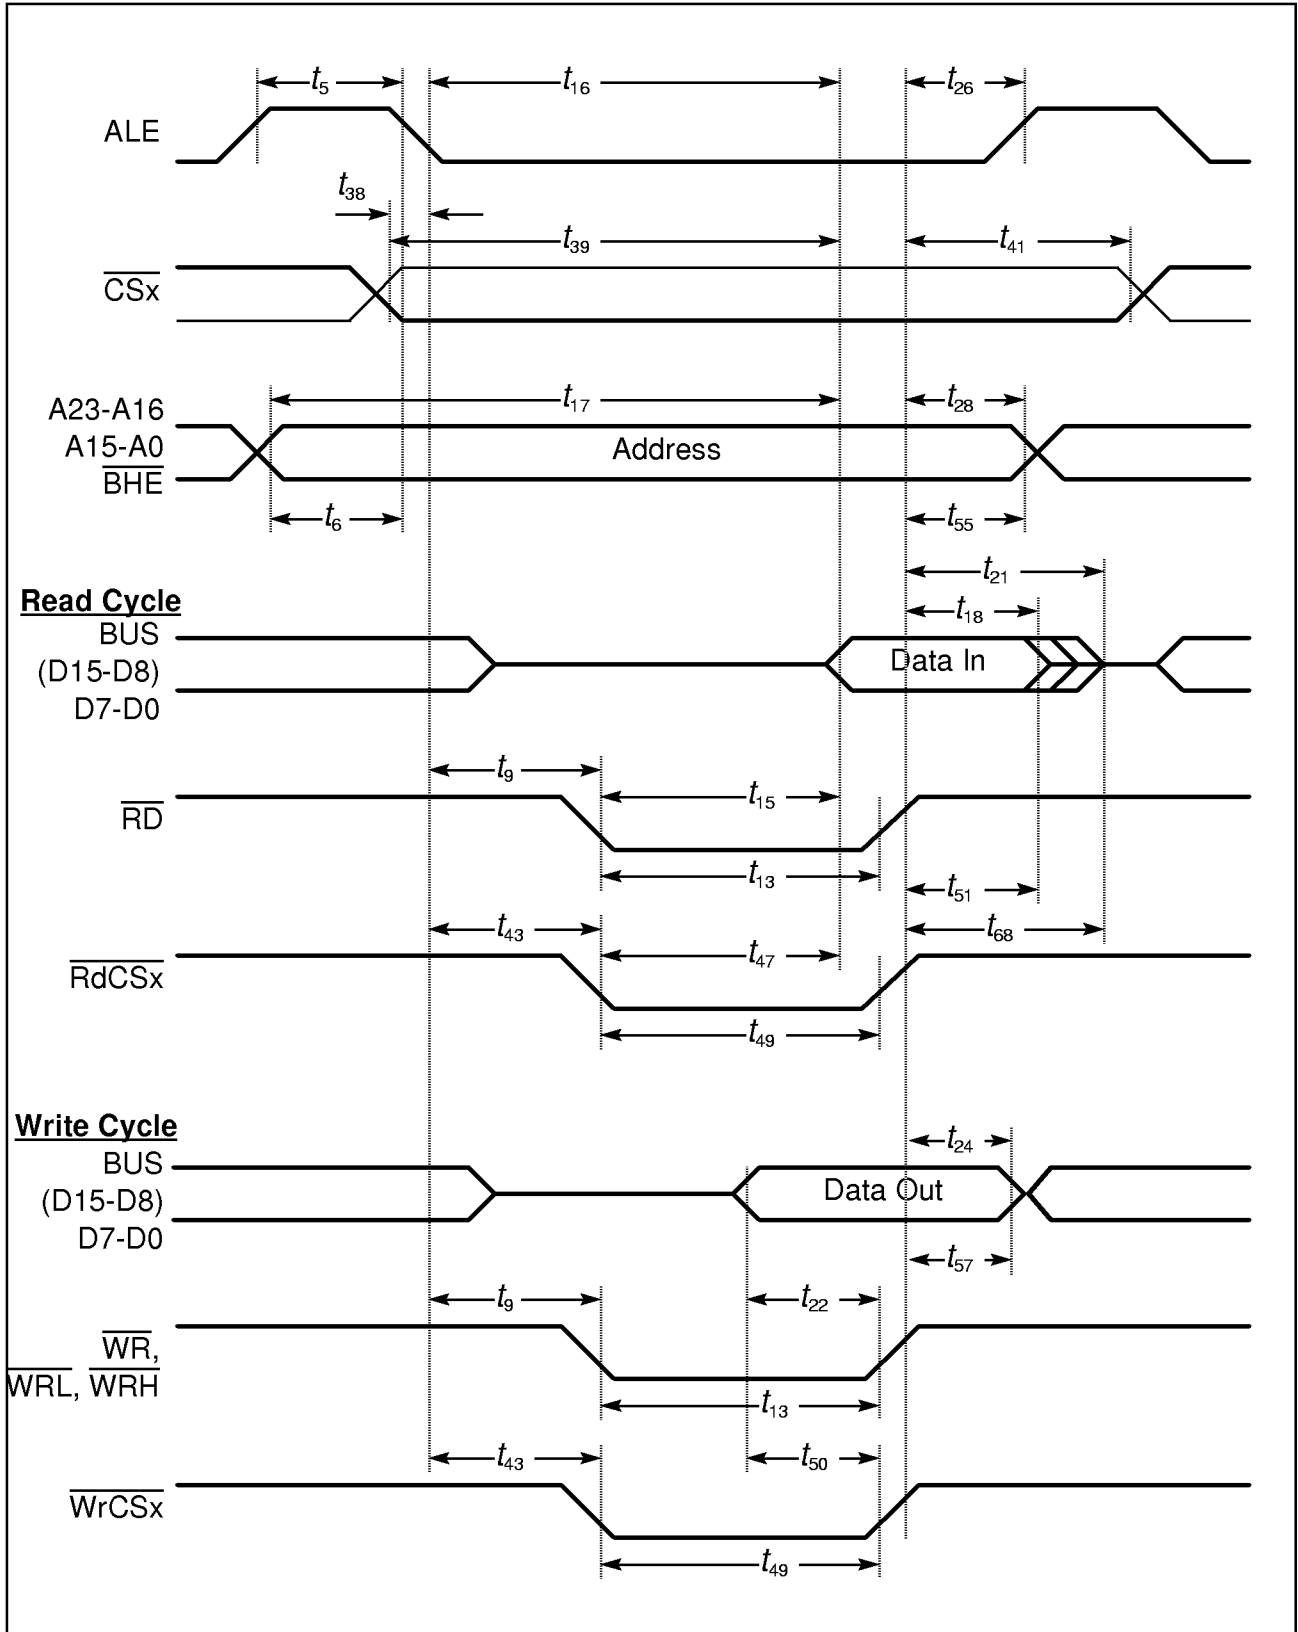 t5
t16
t26
ALE
t38
t39
t41
CSx
t17
t28
A23-A16
A15-A0
Address
BHE
t6
t55
t21
Read Cycle
t18
BUS
(D15-D8)
Data In
D7-D0
t9
t15
RD
t13
t51
t43
t68
t47
RdCSx
t49
Write Cycle
t24
BUS
(D15-D8)
Data Out
D7-D0
t57
t9
t22
WR,
WRL, WRH
t13
t43
t50
WrCSx
t49